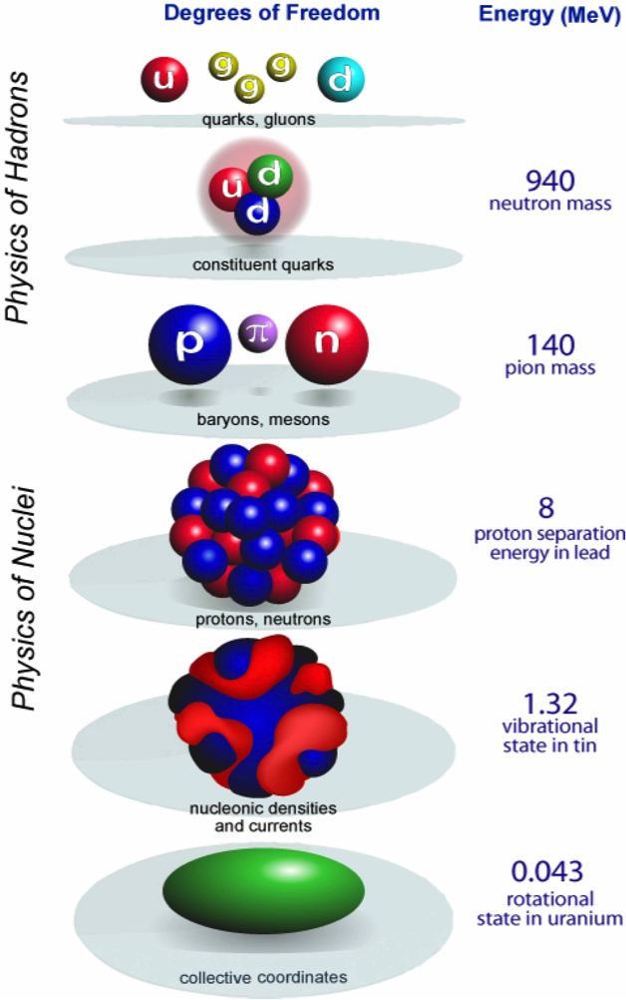 Degrees of Freedom
Energy (MeV)
Physics of Hadrons
u
g
g
g
d
quarks, gluons
u
d
d
940
neutron mass
constituent quarks
p
π
n
140
pion mass
baryons, mesons
Physics of Nuclei
8
proton separation
energy in lead
protons, neutrons
1.32
vibrational
state in tin
nucleonic densities
and currents
0.043
rotational
state in uranium
collective coordinates